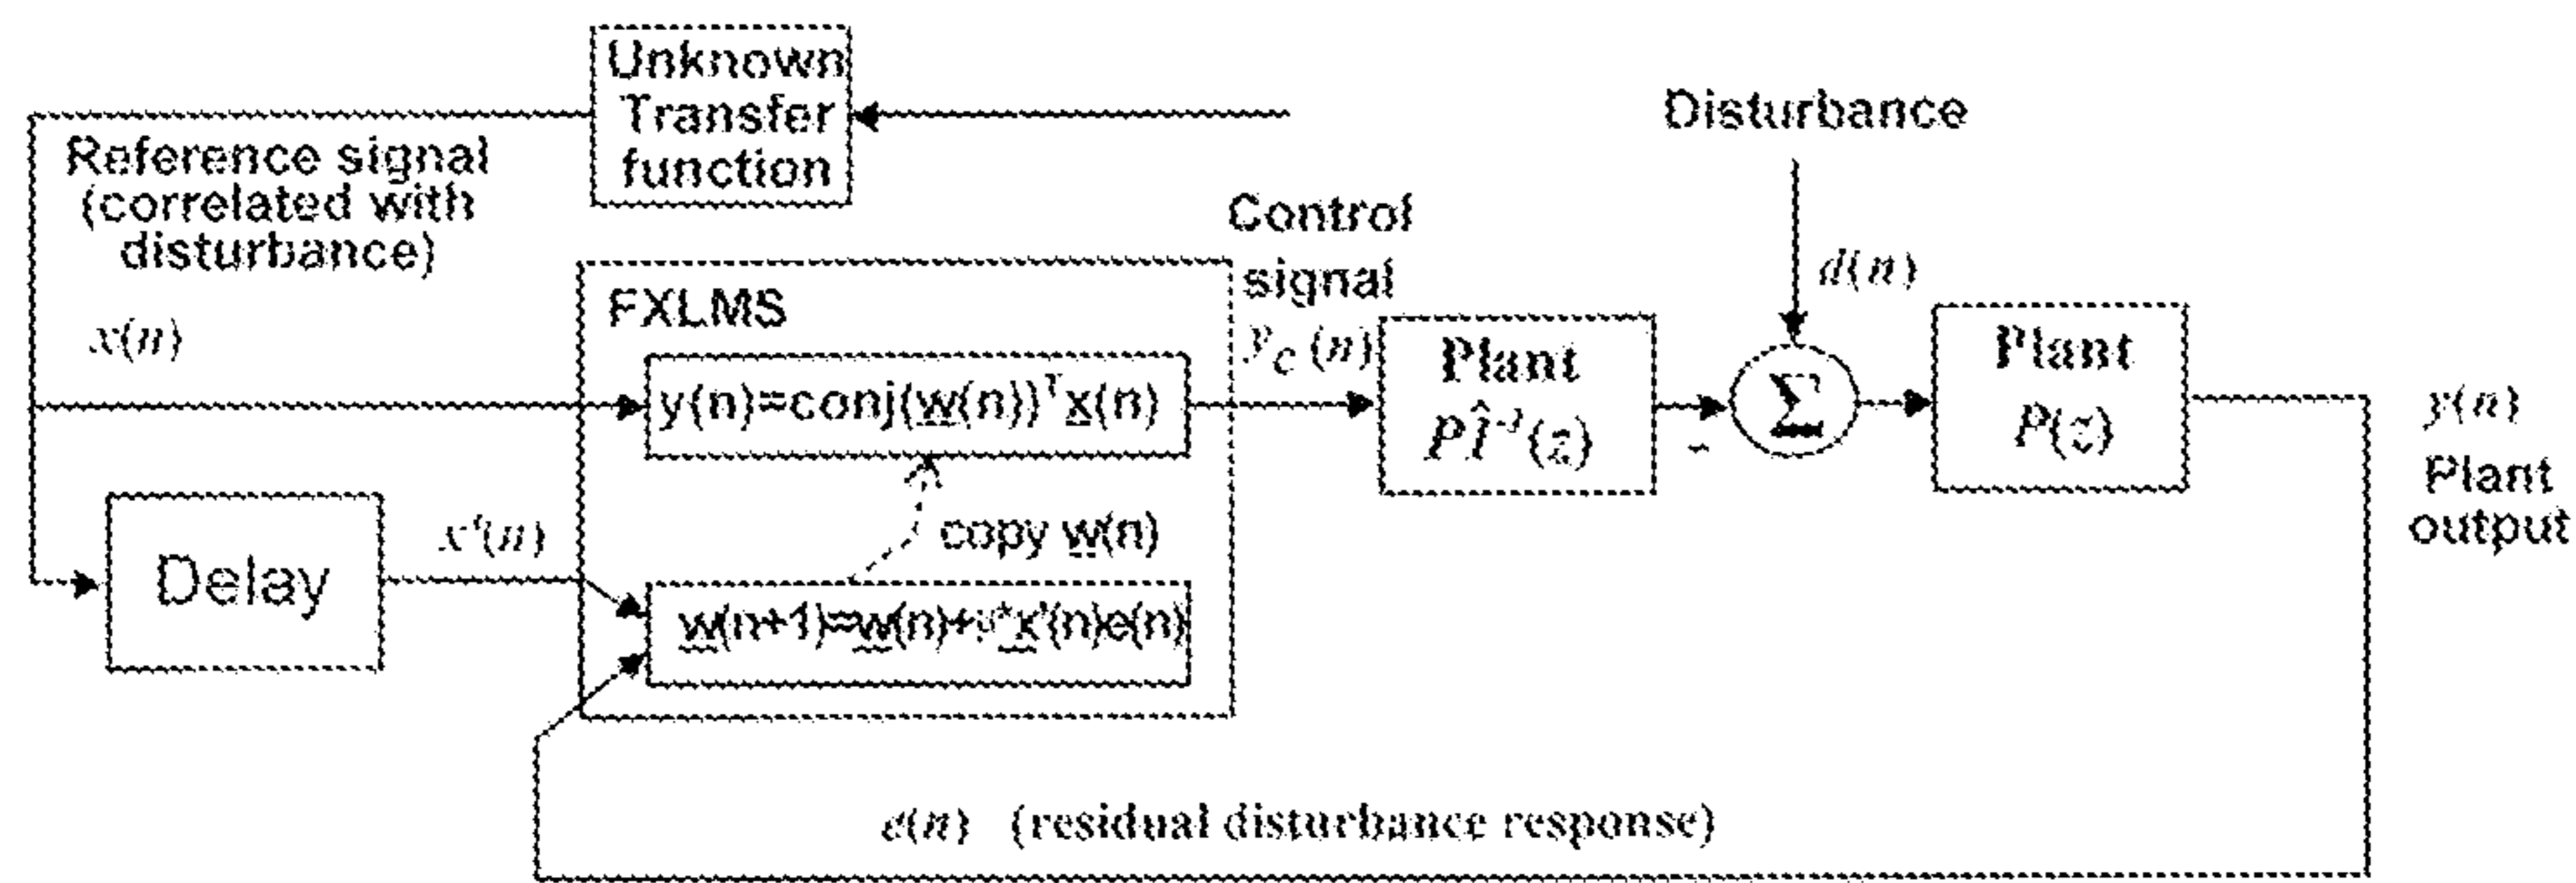 Unknown
Transfer
function
Disturbance
Reference signal
(correlated with
disturbance)
Control
signal
d(n)
FXLMS
x(n)
y_c (n)
y(n)=conj(w(n))ᵀx(n)
Plant
Plant
P(z)
-
Σ
y(n)
Plant
output
Delay
x'(n)
copy w(n)
e(n) (residual disturbance response)